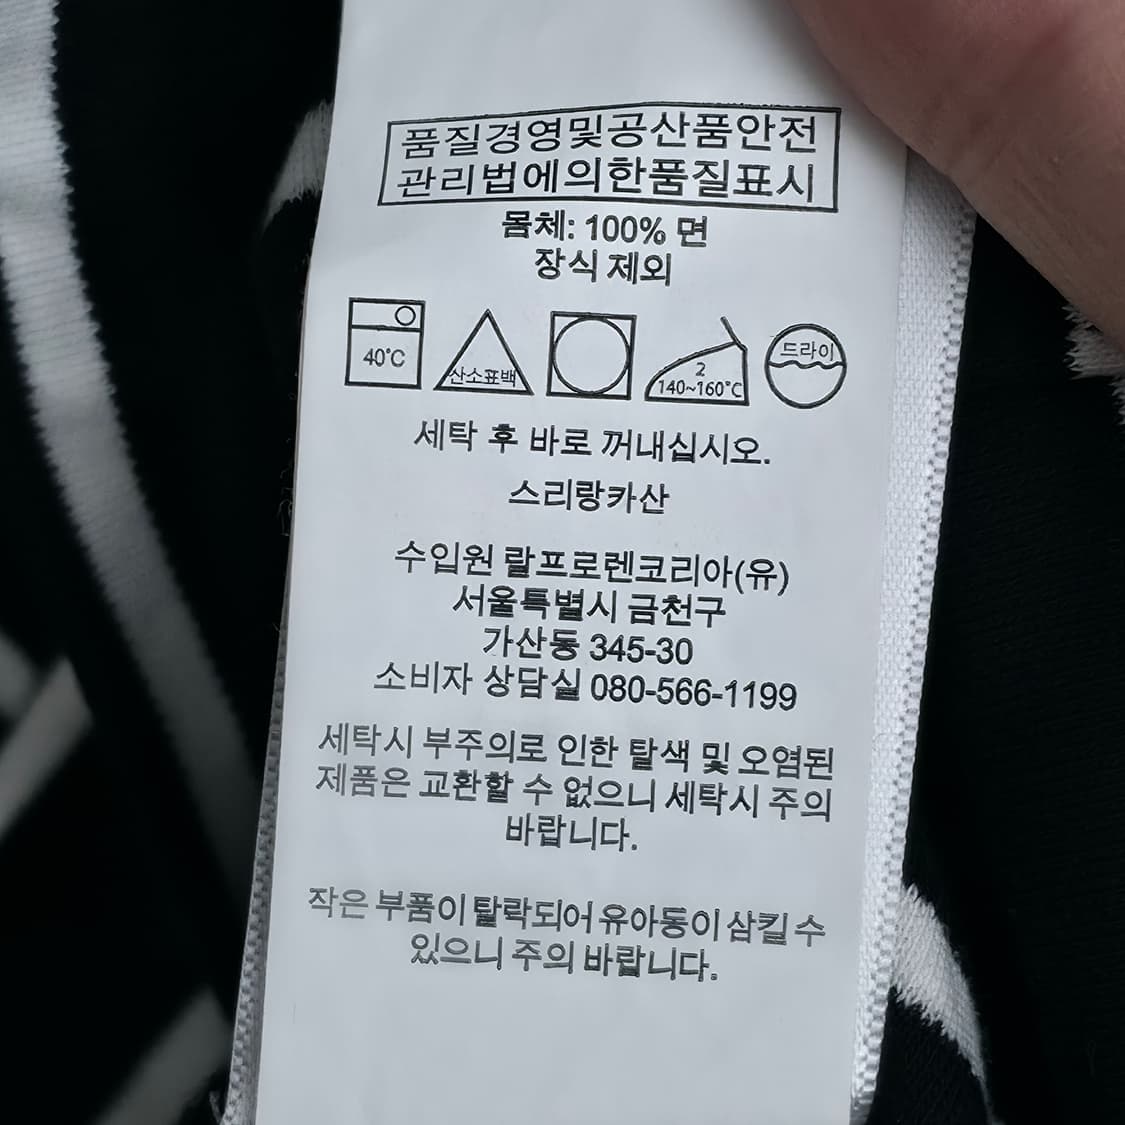 품질경영및공산품안전
관리법에의한품질표시
몸체: 100% 면
장식 제외
40°C
산소표백
2
140~160°C
드라이
세탁 후 바로 꺼내십시오.
스리랑카산
수입원 랄프로렌코리아(유)
서울특별시 금천구
가산동 345-30
소비자 상담실 080-566-1199
세탁시 부주의로 인한 탈색 및 오염된
제품은 교환할 수 없으니 세탁시 주의
바랍니다.
작은 부품이 탈락되어 유아동이 삼킬 수
있으니 주의 바랍니다.